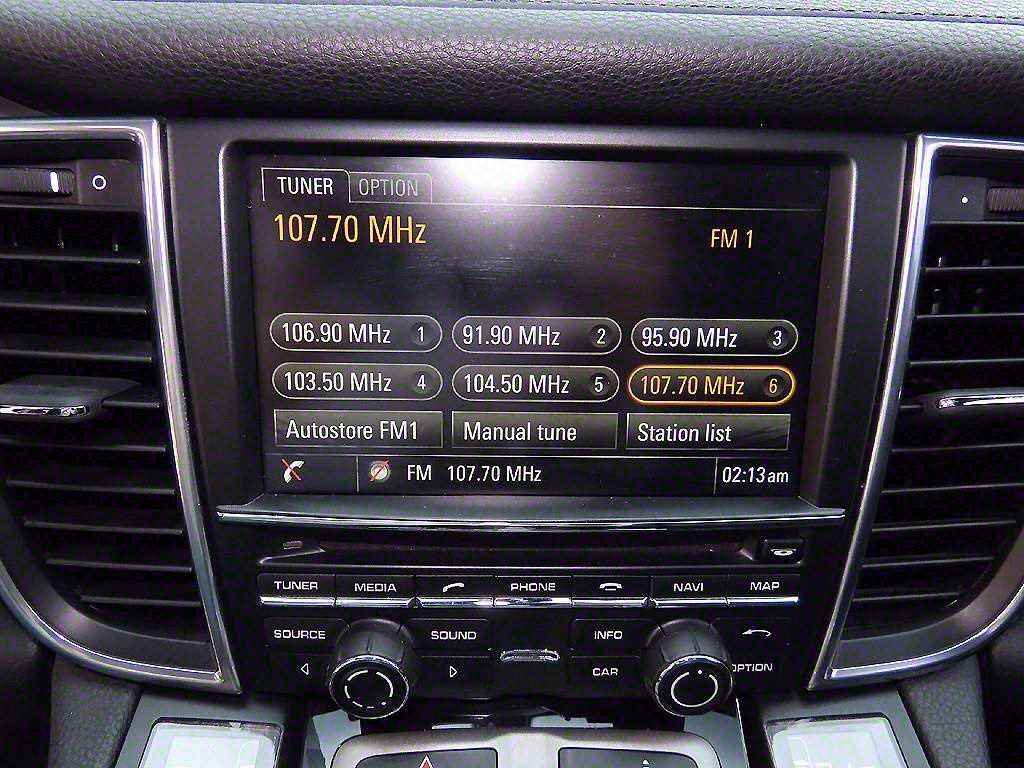 TUNER OPTION
107.70 MHz FM 1
106.90 MHz 1 91.90 MHz 2 95.90 MHz 3
103.50 MHz 4 104.50 MHz 5 107.70 MHz 6
Autostore FM1 Manual tune Station list
FM 107.70 MHz 02:13am
TUNER MEDIA PHONE NAVI MAP
SOURCE SOUND INFO
CAR OPTION